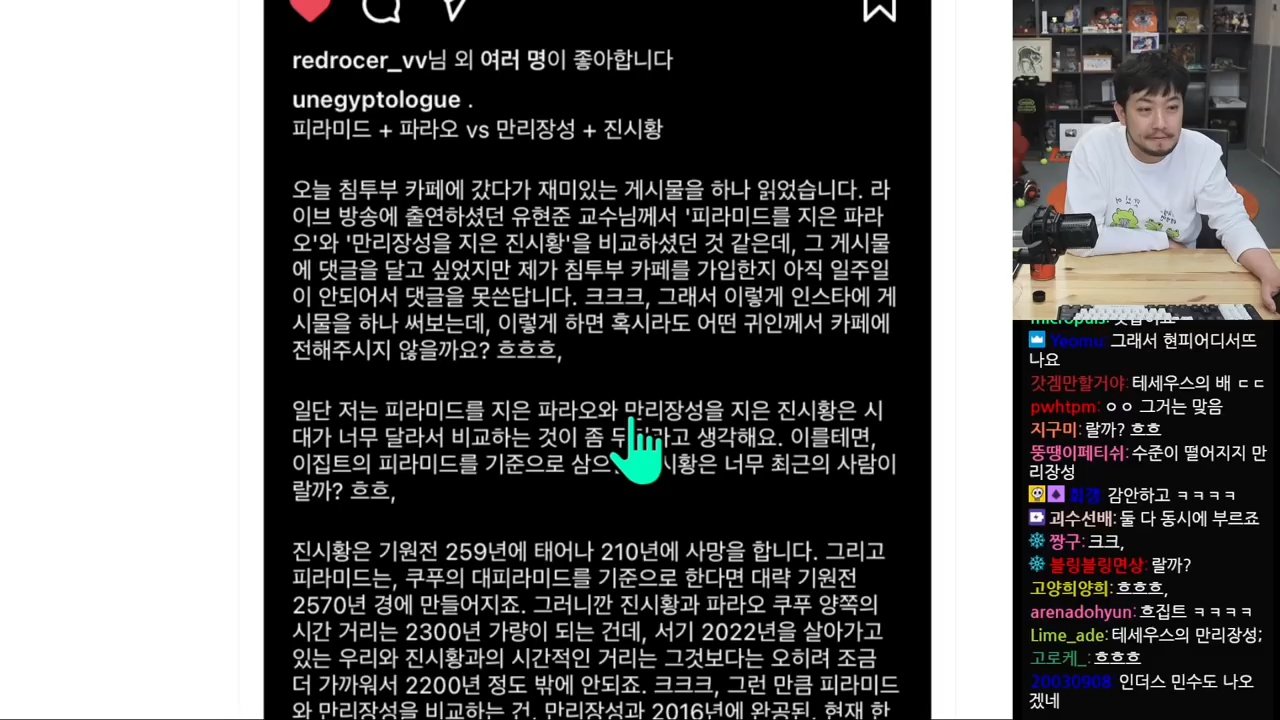 redrocer_vv님 외 여러 명이 좋아합니다
unegyptologue .
피라미드 + 파라오 vs 만리장성 + 진시황
오늘 침투부 카페에 갔다가 재미있는 게시물을 하나 읽었습니다. 라
이브 방송에 출연하셨던 유현준 교수님께서 '피라미드를 지은 파라
오'와 '만리장성을 지은 진시황'을 비교하셨던 것 같은데, 그 게시물
에 댓글을 달고 싶었지만 제가 침투부 카페를 가입한지 아직 일주일
이 안되어서 댓글을 못쓴답니다. 크크크, 그래서 이렇게 인스타에 게
시물을 하나 써보는데, 이렇게 하면 혹시라도 어떤 귀인께서 카페에
전해주시지 않을까요? 흐흐흐,
일단 저는 피라미드를 지은 파라오와 만리장성을 지은 진시황은 시
대가 너무 달라서 비교하는 것이 좀 라고 생각해요. 이를테면,
이집트의 피라미드를 기준으로 삼으 시황은 너무 최근의 사람이
랄까? 흐흐,
진시황은 기원전 259년에 태어나 210년에 사망을 합니다. 그리고
피라미드는, 쿠푸의 대피라미드를 기준으로 한다면 대략 기원전
2570년 경에 만들어지죠. 그러니깐 진시황과 파라오 쿠푸 양쪽의
시간 거리는 2300년 가량이 되는 건데, 서기 2022년을 살아가고
있는 우리와 진시황과의 시간적인 거리는 그것보다는 오히려 조금
더 가까워서 2200년 정도 밖에 안되죠. 크크크, 그런 만큼 피라미드
와 만리장성을 비교하는 건, 만리장성과 2016년에 완공된, 현재 한
Yeomu: 그래서 현피어디서뜨
나요
갓겜만할거야: 테세우스의 배 ㄷㄷ
pwhtpm: ㅇㅇ 그거는 맞음
지구미: 랄까? 흐흐
뚱땡이페티쉬: 수준이 떨어지지 만
리장성
감안하고 ㅋㅋㅋㅋ
괴수선배: 둘 다 동시에 부르죠
짱구: 크크,
블링블링면상: 랄까?
고양희양희: 흐흐흐,
arenadohyun: 흐집트 ㅋㅋㅋㅋ
Lime_ade: 테세우스의 만리장성;
고로케_: 흐흐흐
20030908: 인더스 민수도 나오
겠네